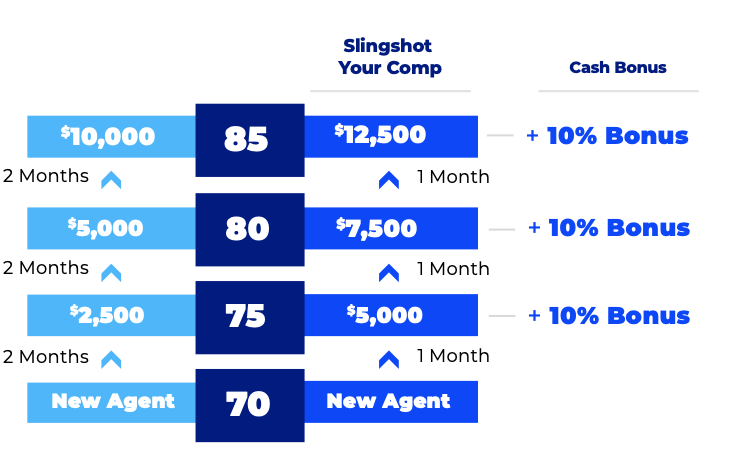 Slingshot
Your Comp
Cash Bonus
$10,000 85 $12,500 + 10% Bonus
2 Months 1 Month
$5,000 80 $7,500 + 10% Bonus
2 Months 1 Month
$2,500 75 $5,000 + 10% Bonus
2 Months 1 Month
New Agent 70 New Agent